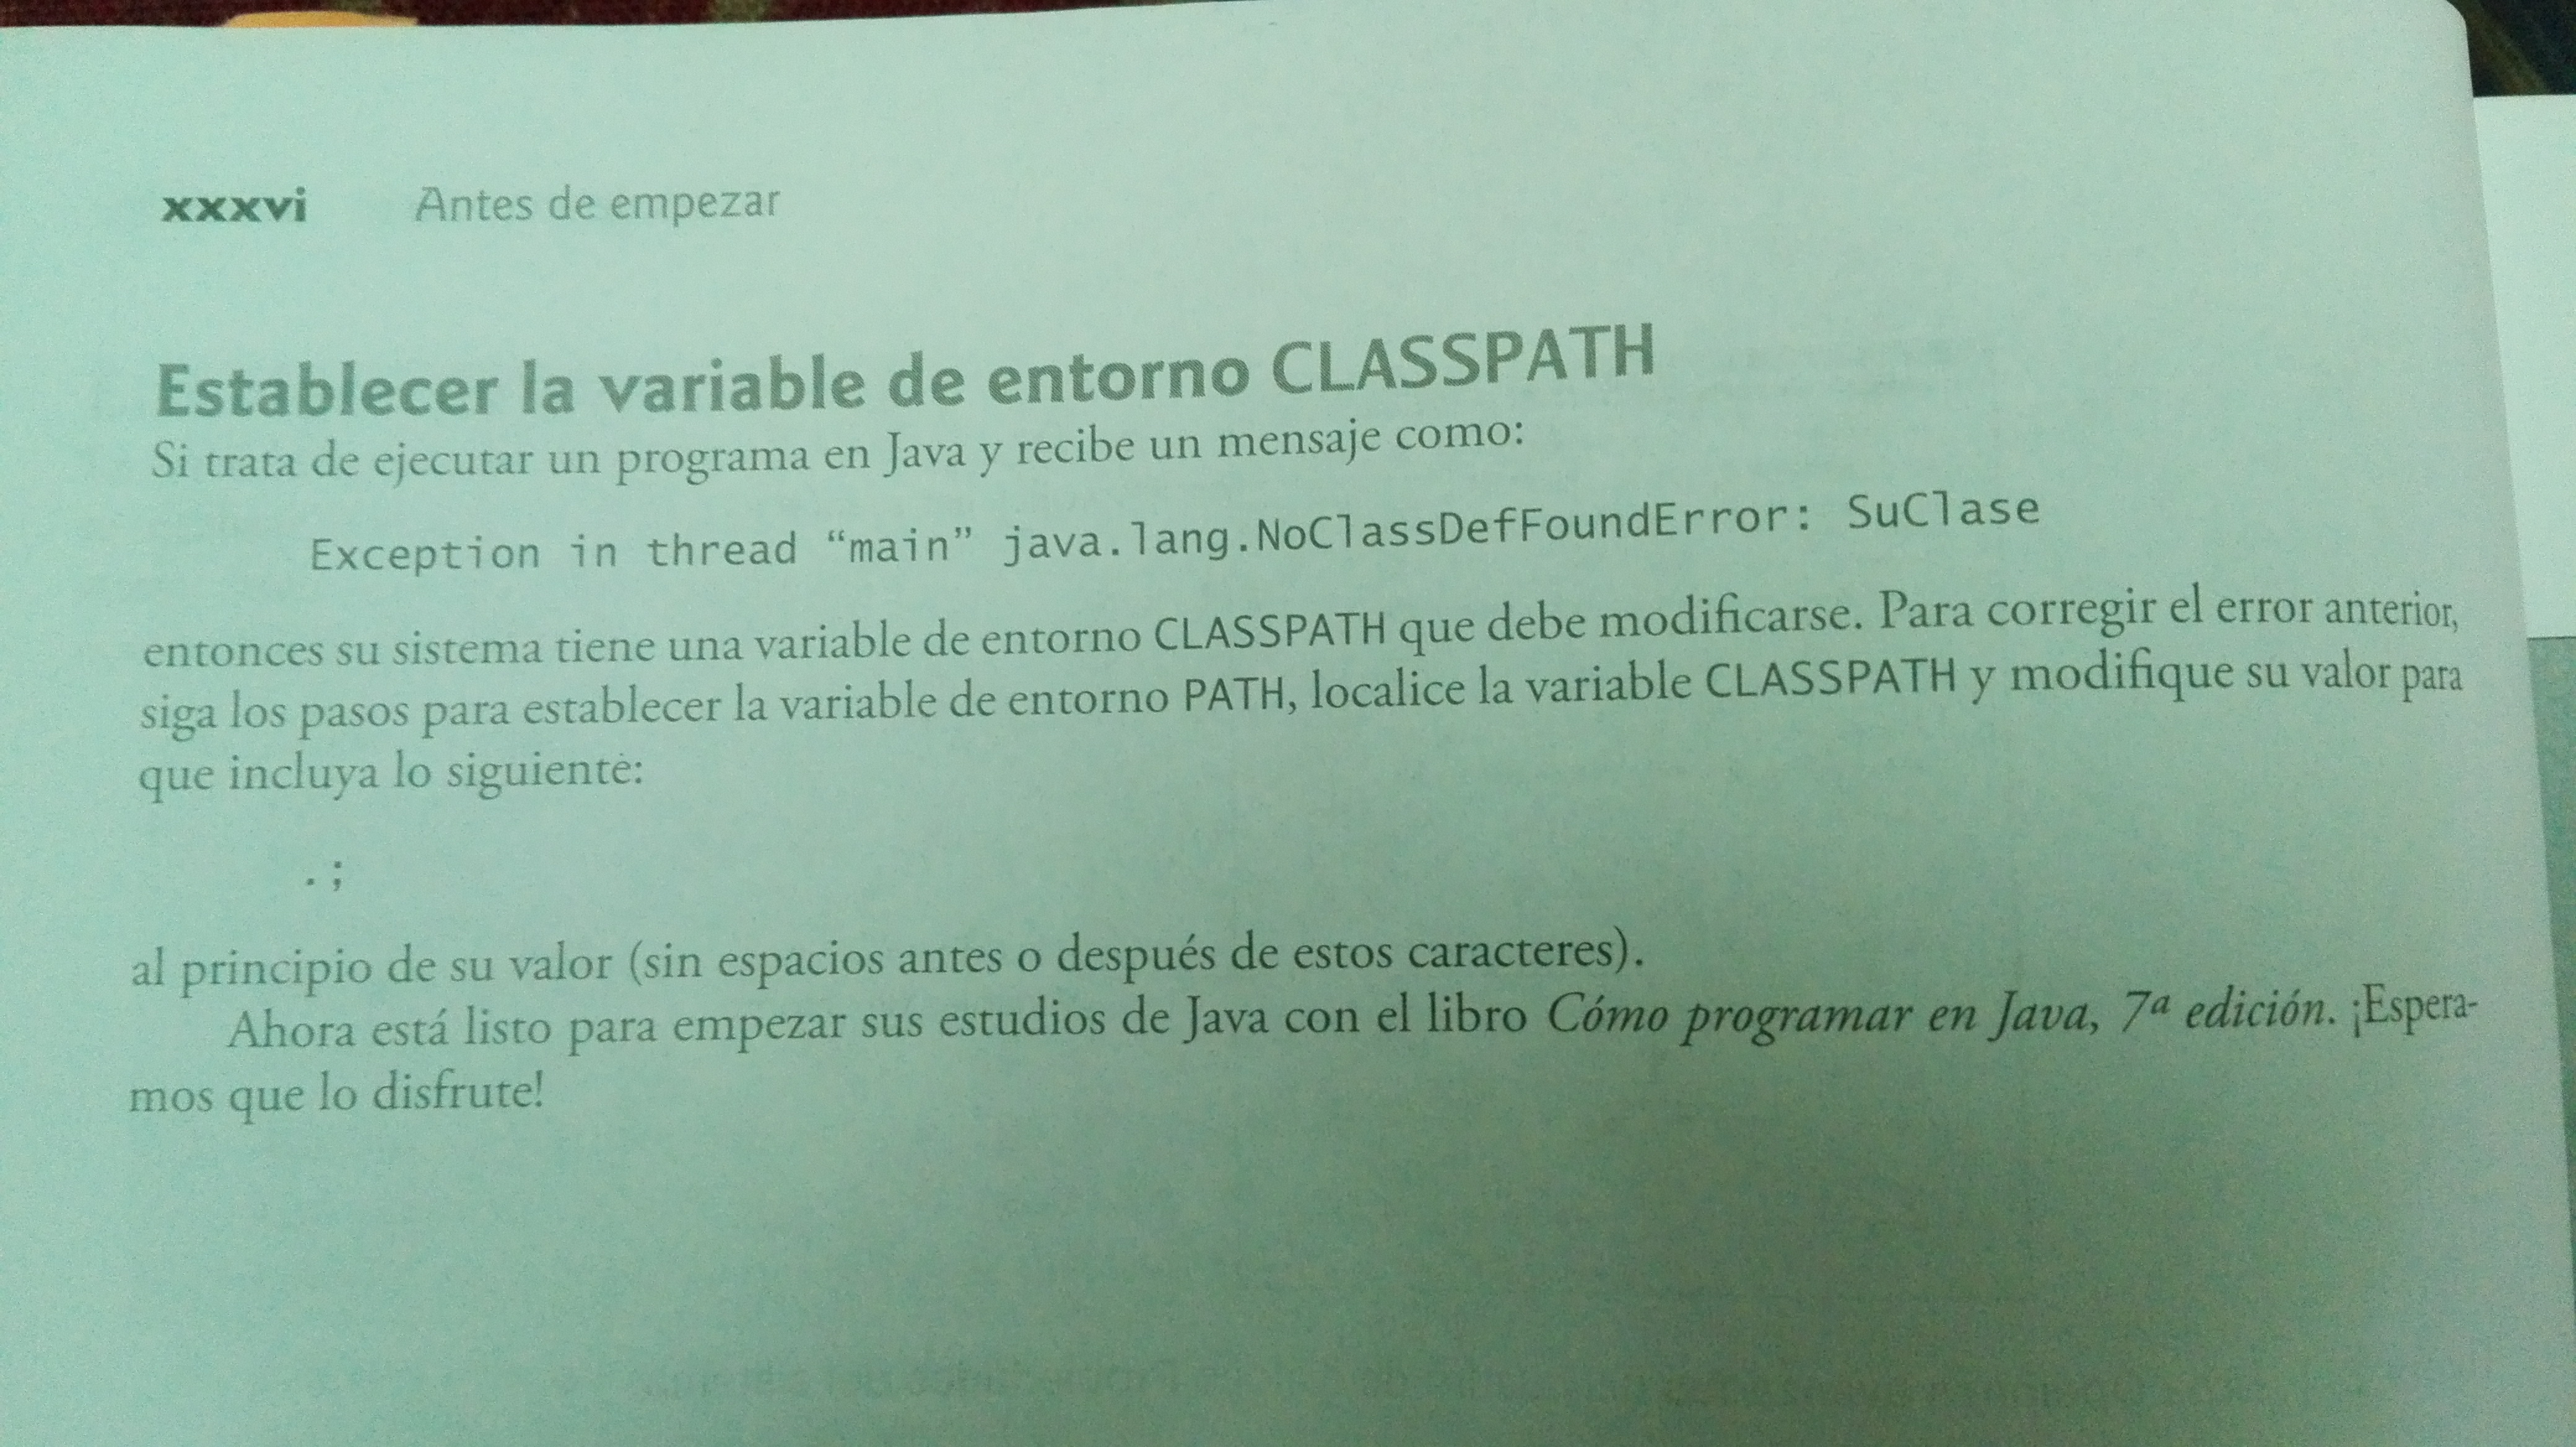 xxxvi Antes de empezar
Establecer la variable de entorno CLASSPATH
Si trata de ejecutar un programa en Java y recibe un mensaje como:
Exception in thread “main” java.lang.NoClassDefFoundError: SuClase
entonces su sistema tiene una variable de entorno CLASSPATH que debe modificarse. Para corregir el error anterior,
siga los pasos para establecer la variable de entorno PATH, localice la variable CLASSPATH y modifique su valor para
que incluya lo siguiente:
.;
al principio de su valor (sin espacios antes o después de estos caracteres).
Ahora está listo para empezar sus estudios de Java con el libro Cómo programar en Java, 7ª edición. ¡Espera-
mos que lo disfrute!